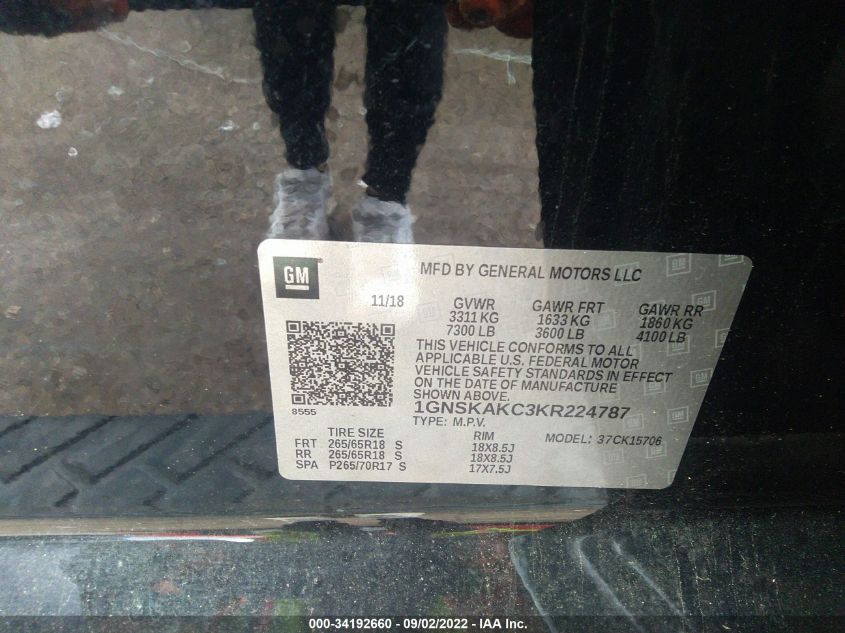 GM
MFD BY GENERAL MOTORS LLC
11/18
GVWR GAWR FRT GAWR RR
3311 KG 1633 KG 1860 KG
7300 LB 3600 LB 4100 LB
THIS VEHICLE CONFORMS TO ALL
APPLICABLE U.S. FEDERAL MOTOR
VEHICLE SAFETY STANDARDS IN EFFECT
ON THE DATE OF MANUFACTURE
SHOWN ABOVE.
8555
1GNSKAKC3KR224787
TYPE: M.P.V.
TIRE SIZE RIM MODEL: 37CK15706
FRT 265/65R18 S 18X8.5J
RR 265/65R18 S 18X8.5J
SPA P265/70R17 S 17X7.5J
000-34192660 - 09/02/2022 - IAA Inc.